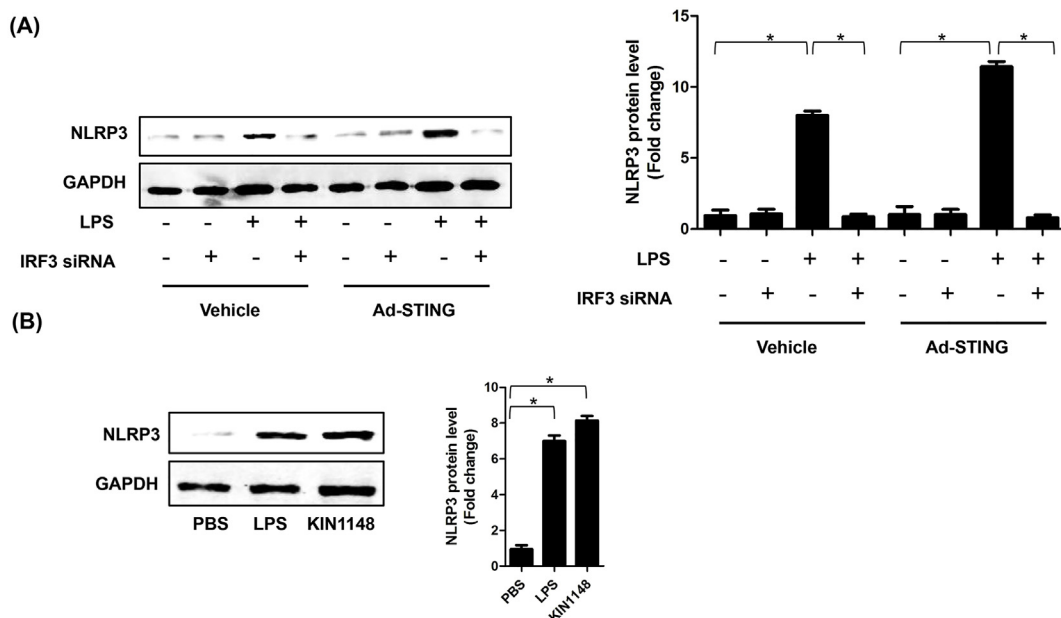 (A)
NLRP3
GAPDH
LPS - - + + - - + +
IRF3 siRNA - + - + - + - +
Vehicle Ad-STING
NLRP3 protein level
(Fold change)
15
10
5
0
* * * *
LPS - - + + - - + +
IRF3 siRNA - + - + - + - +
Vehicle Ad-STING
(B)
NLRP3
GAPDH
PBS LPS KIN1148
NLRP3 protein level
(Fold change)
10
8
6
4
2
0
*
*
PBS
LPS
KIN1148